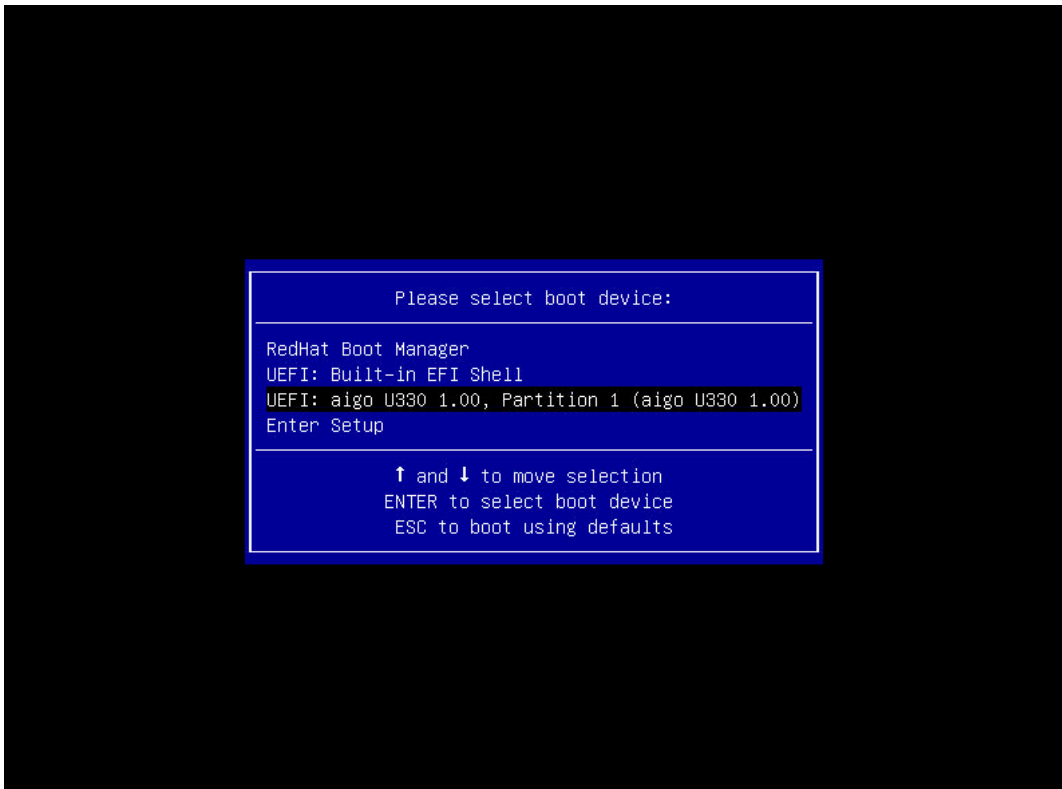 Please select boot device:
RedHat Boot Manager
UEFI: Built-in EFI Shell
UEFI: aigo U330 1.00, Partition 1 (aigo U330 1.00)
Enter Setup
↑ and ↓ to move selection
ENTER to select boot device
ESC to boot using defaults